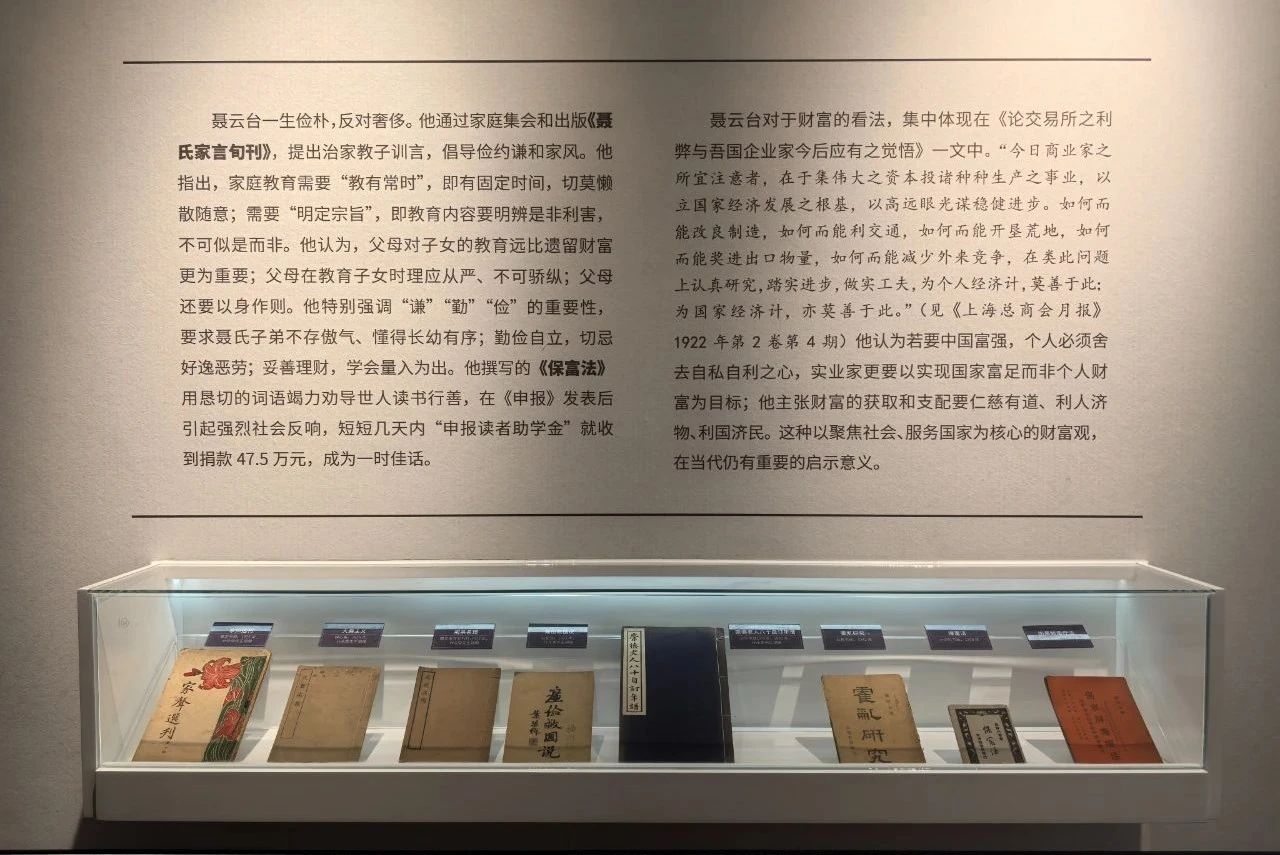 聂云台一生俭朴，反对奢侈。他通过家庭集会和出版《聂
氏家言旬刊》，提出治家教子训言，倡导俭约谦和家风。他
指出，家庭教育需要“教有常时”，即有固定时间，切莫懒
散随意；需要“明定宗旨”，即教育内容要明辨是非利害，
不可似是而非。他认为，父母对子女的教育远比遗留财富
更为重要；父母在教育子女时理应从严、不可骄纵；父母
还要以身作则。他特别强调“谦”“勤”“俭”的重要性，
要求聂氏子弟不存傲气、懂得长幼有序；勤俭自立，切忌
好逸恶劳；妥善理财，学会量入为出。他撰写的《保富法》
用恳切的词语竭力劝导世人读书行善，在《申报》发表后
引起强烈社会反响，短短几天内“申报读者助学金”就收
到捐款 47.5 万元，成为一时佳话。
聂云台对于财富的看法，集中体现在《论交易所之利
弊与吾国企业家今后应有之觉悟》一文中。“今日商业家之
所宜注意者，在于集伟大之资本投诸种种生产之事业，以
立国家经济发展之根基，以高远眼光谋稳健进步。如何而
能改良制造，如何而能利交通，如何而能开垦荒地，如何
而能奖进出口物量，如何而能减少外来竞争，在类此问题
上认真研究，踏实进步，做实工夫，为个人经济计，莫善于此；
为国家经济计，亦莫善于此。”（见《上海总商会月报》
1922 年第 2 卷第 4 期）他认为若要中国富强，个人必须舍
去自私自利之心，实业家更要以实现国家富足而非个人财
富为目标；他主张财富的获取和支配要仁慈有道、利人济
物、利国济民。这种以聚焦社会、服务国家为核心的财富观，
在当代仍有重要的启示意义。
家声选刊
崇德老人八十自訂年譜
霍亂研究
保富法